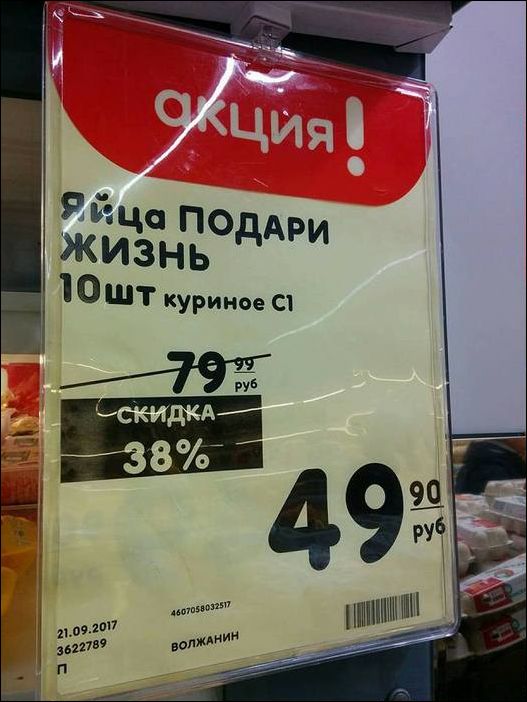 акция!
Яйца ПОДАРИ
ЖИЗНЬ
10шт куриное С1
79 99
руб
СКИДКА
38%
49 90
руб
4607058032517
21.09.2017
3622789
ВОЛЖАНИН
П